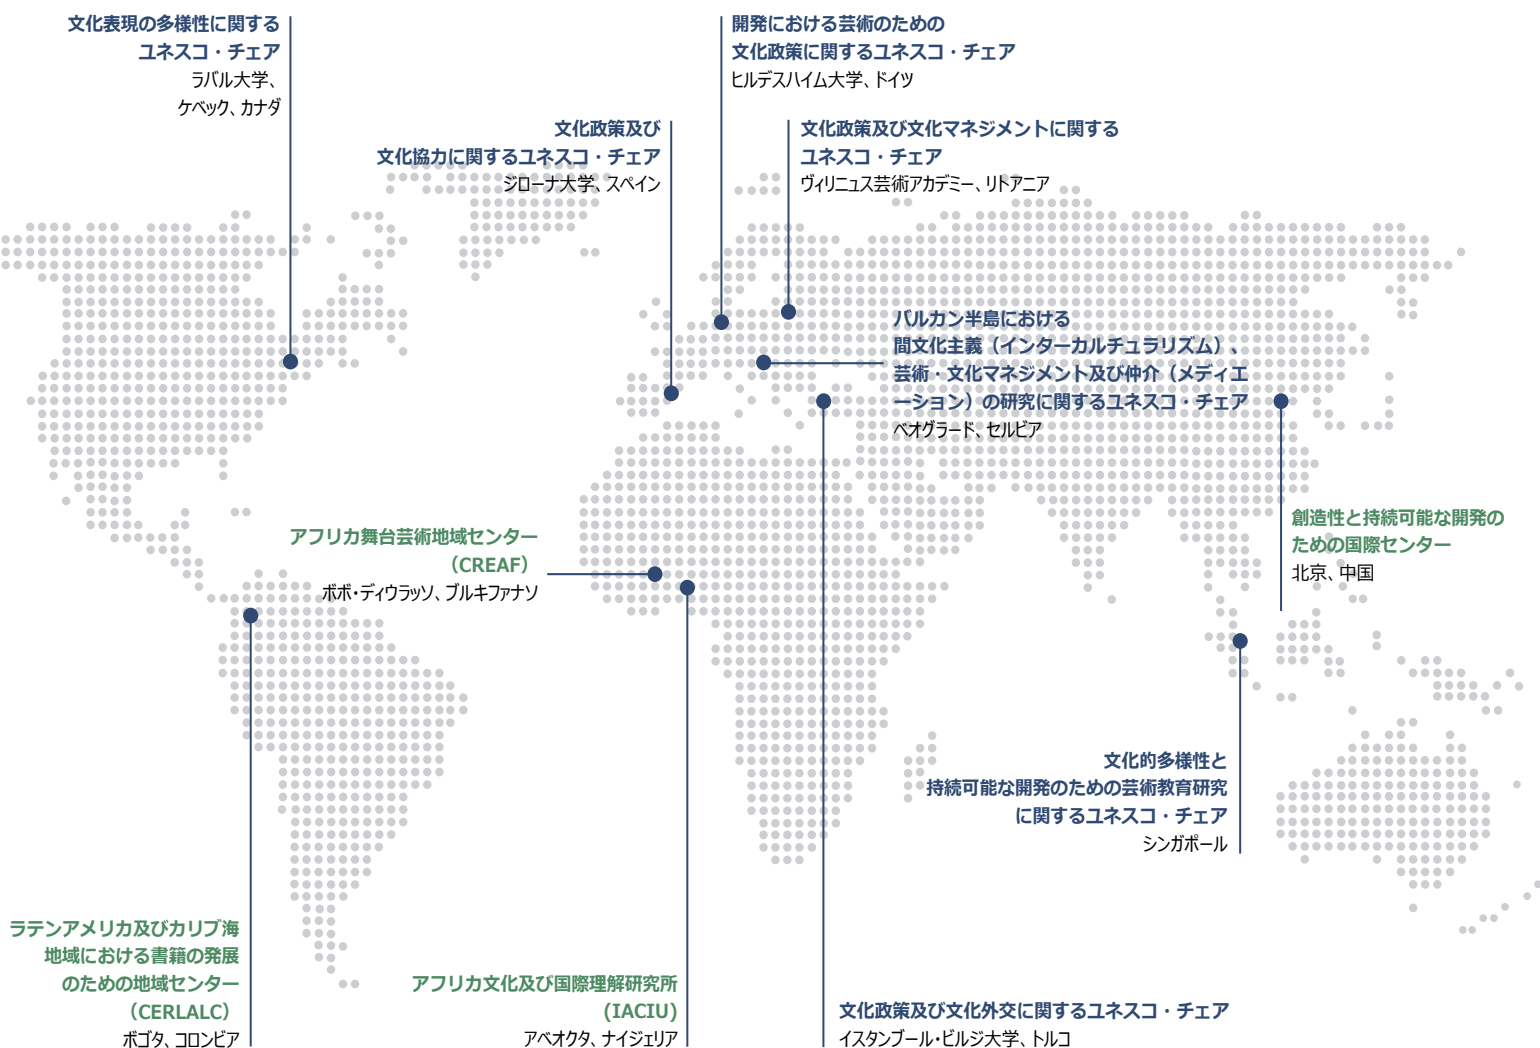 文化表現の多様性に関する
ユネスコ・チェア
ラバル大学、
ケベック、カナダ
開発における芸術のための
文化政策に関するユネスコ・チェア
ヒルデスハイム大学、ドイツ
文化政策及び
文化協力に関するユネスコ・チェア
ジローナ大学、スペイン
文化政策及び文化マネジメントに関する
ユネスコ・チェア
ヴィリニュス芸術アカデミー、リトアニア
バルカン半島における
間文化主義（インターカルチュラリズム）、
芸術・文化マネジメント及び仲介（メディエ
ーション）の研究に関するユネスコ・チェア
ベオグラード、セルビア
アフリカ舞台芸術地域センター
（CREAF）
ボボ・ディウラッソ、ブルキファナソ
創造性と持続可能な開発の
ための国際センター
北京、中国
文化的多様性と
持続可能な開発のための芸術教育研究
に関するユネスコ・チェア
シンガポール
ラテンアメリカ及びカリブ海
地域における書籍の発展
のための地域センター
（CERLALC）
ボゴタ、コロンビア
アフリカ文化及び国際理解研究所
(IACIU)
アベオクタ、ナイジェリア
文化政策及び文化外交に関するユネスコ・チェア
イスタンブール・ビルジ大学、トルコ